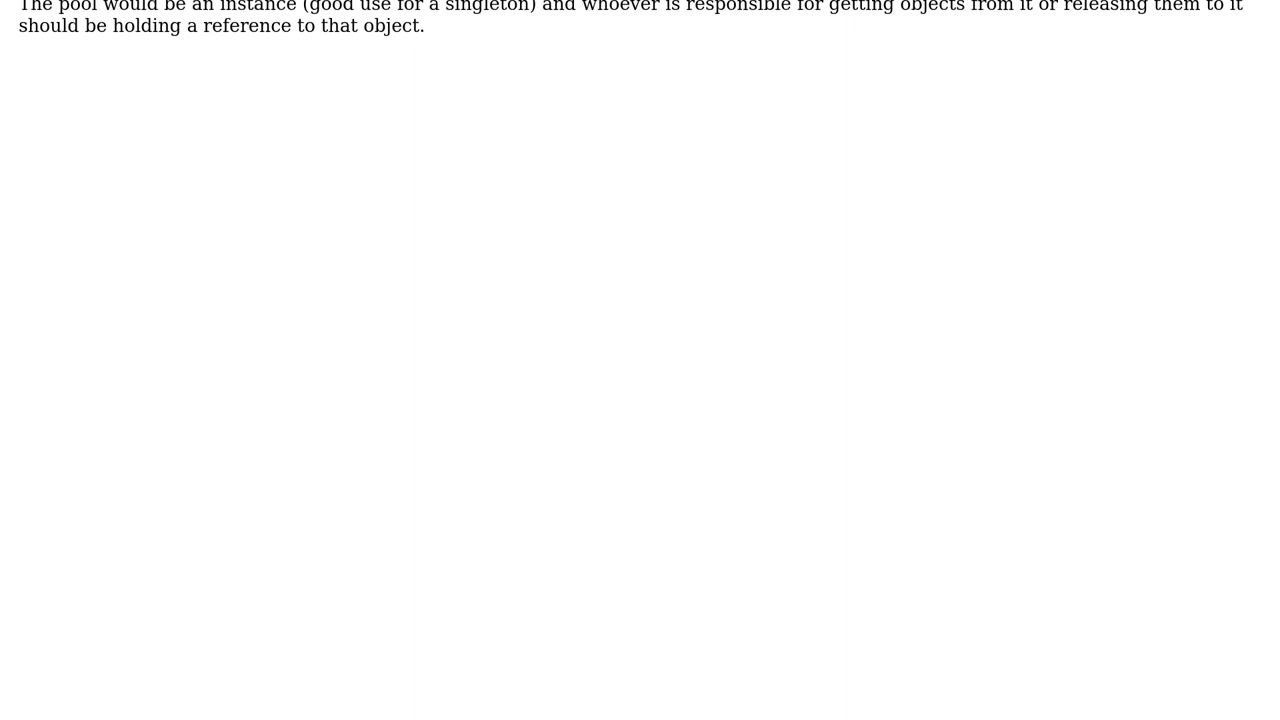 The pool would be an instance (good use for a singleton) and whoever is responsible for getting objects from it or releasing them to it
should be holding a reference to that object.